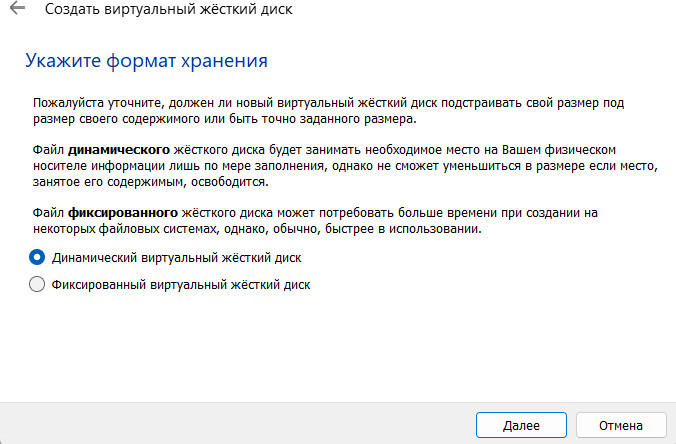 Создать виртуальный жёсткий диск
Укажите формат хранения
Пожалуйста уточните, должен ли новый виртуальный жёсткий диск подстраивать свой размер под
размер своего содержимого или быть точно заданного размера.
Файл динамического жёсткого диска будет занимать необходимое место на Вашем физическом
носителе информации лишь по мере заполнения, однако не сможет уменьшиться в размере если место,
занятое его содержимым, освободится.
Файл фиксированного жёсткого диска может потребовать больше времени при создании на
некоторых файловых системах, однако, обычно, быстрее в использовании.
Динамический виртуальный жёсткий диск
Фиксированный виртуальный жёсткий диск
Далее
Отмена